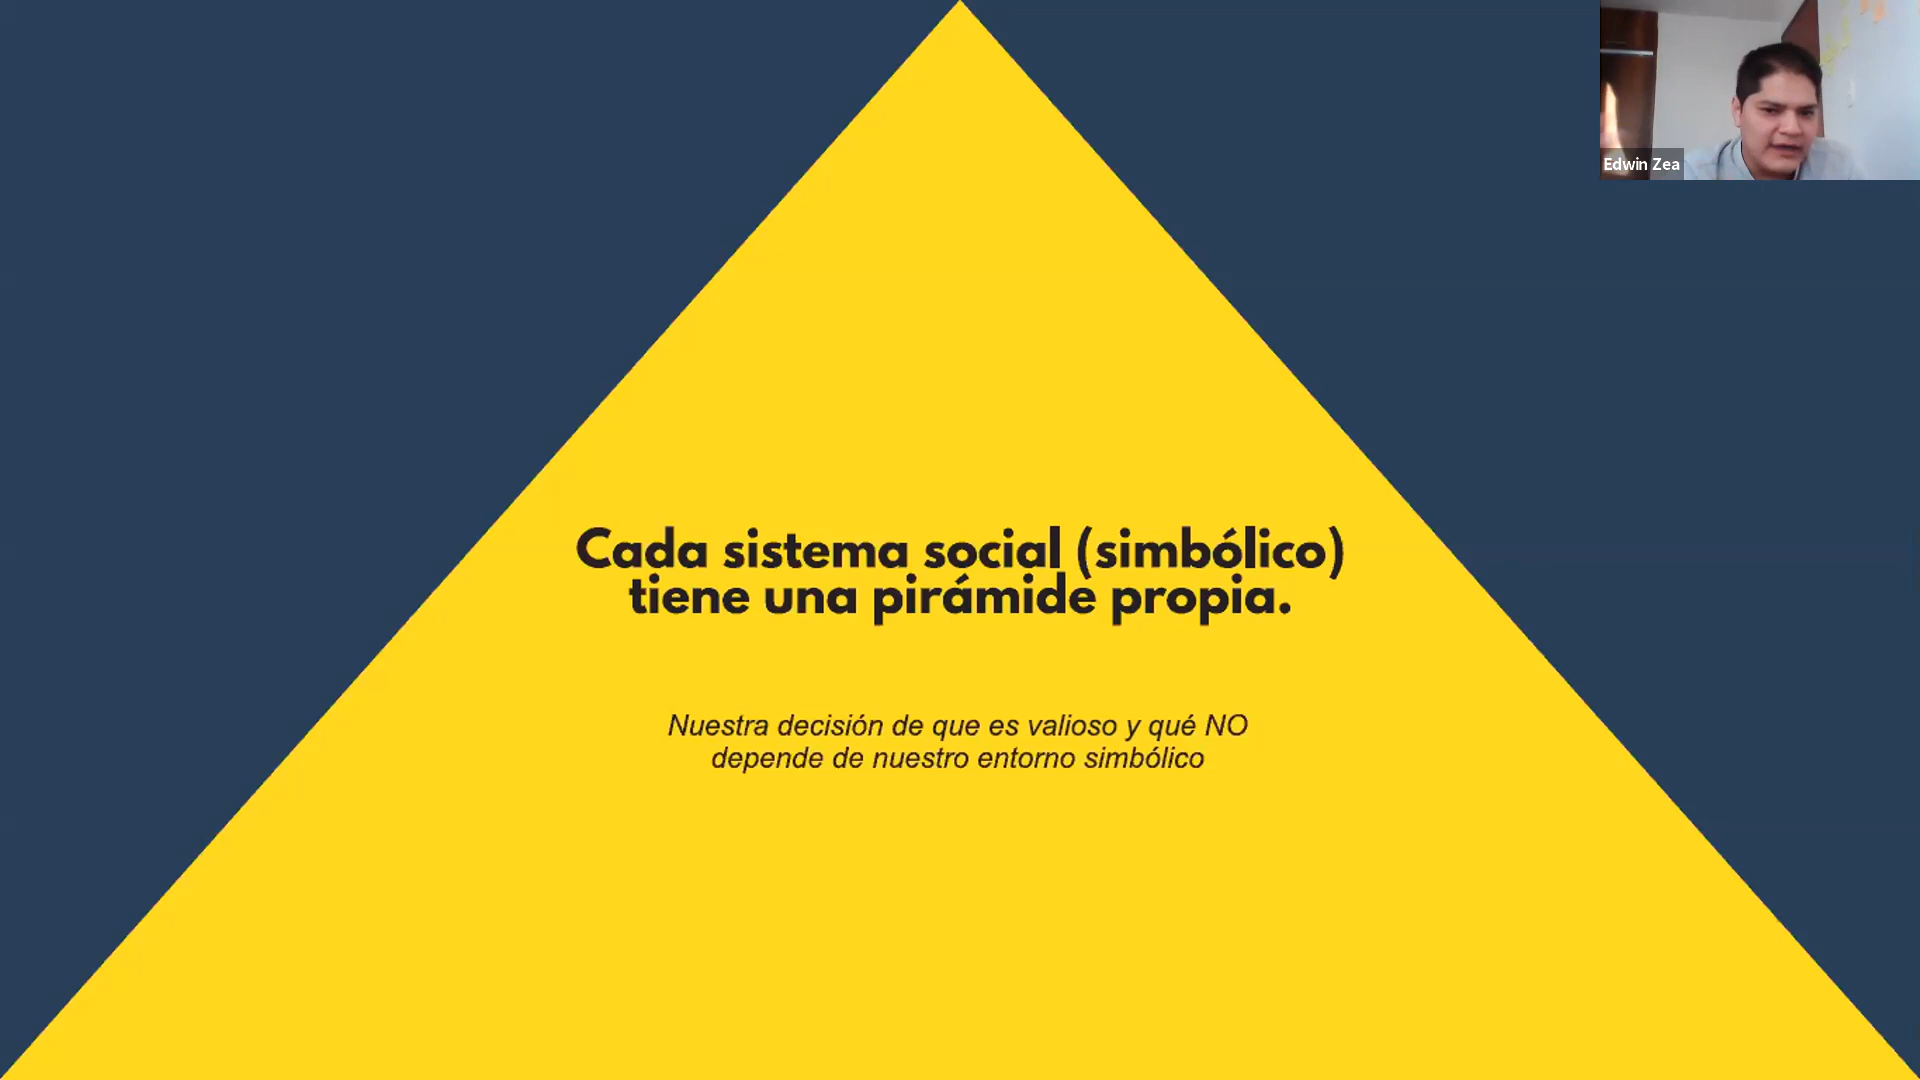 Edwin Zea
Cada sistema social (simbólico)
tiene una pirámide propia.
Nuestra decisión de que es valioso y qué NO
depende de nuestro entorno simbólico